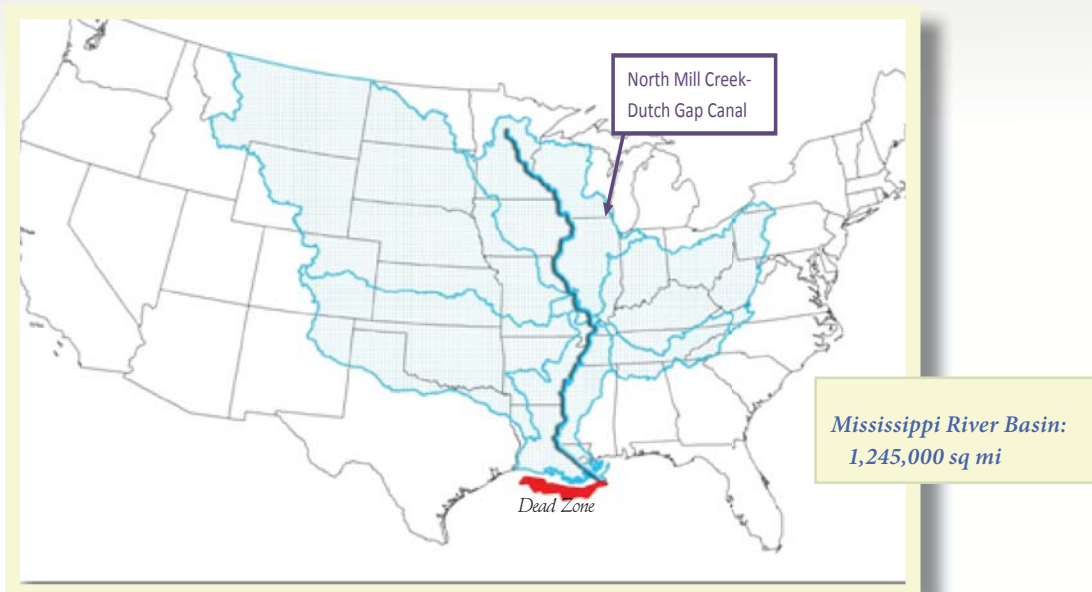 North Mill Creek-
Dutch Gap Canal
Mississippi River Basin:
1,245,000 sq mi
Dead Zone